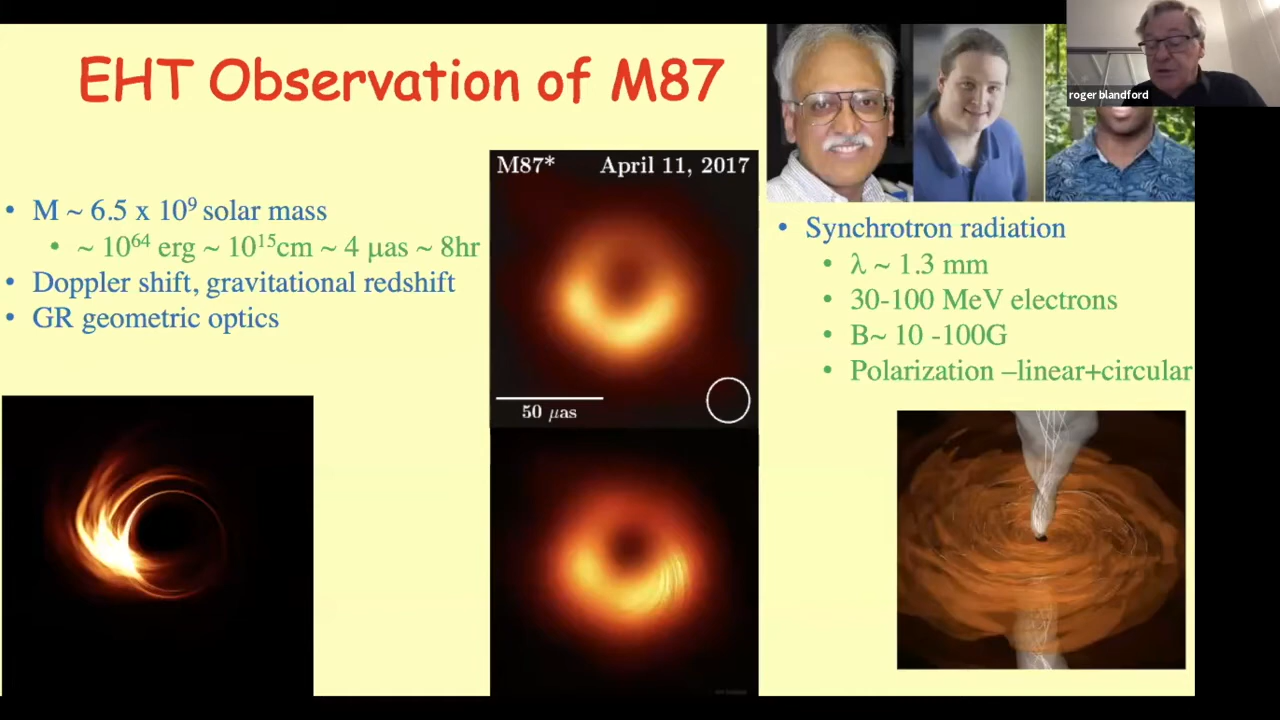 EHT Observation of M87
roger blandford
• M ~ 6.5 x 10⁹ solar mass
• ~ 10⁶⁴ erg ~ 10¹⁵cm ~ 4 μas ~ 8hr
• Doppler shift, gravitational redshift
• GR geometric optics
M87* April 11, 2017
50 μas
• Synchrotron radiation
• λ ~ 1.3 mm
• 30-100 MeV electrons
• B~ 10 -100G
• Polarization –linear+circular